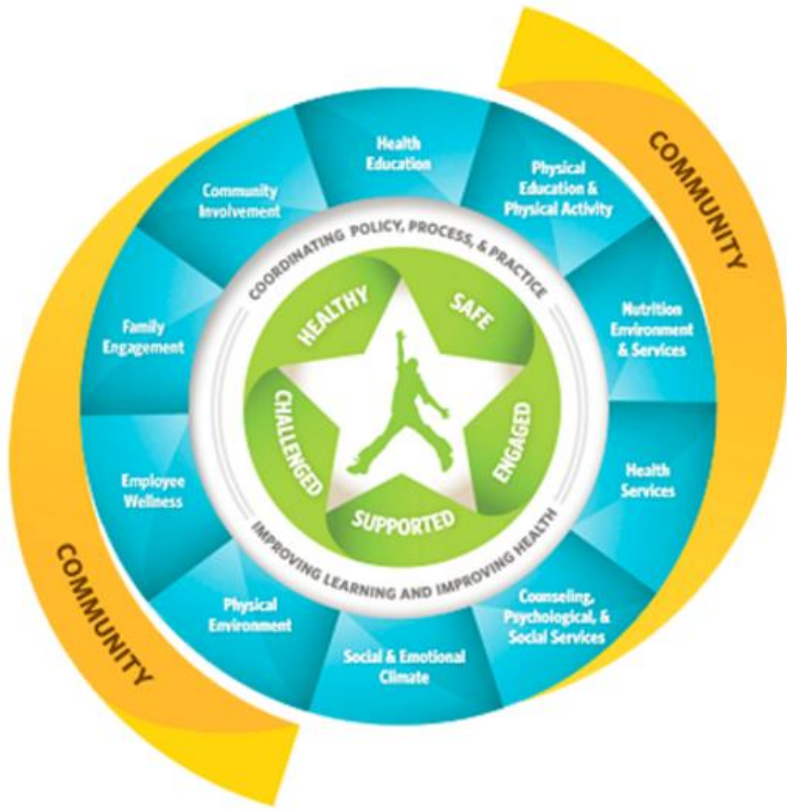 COMMUNITY
Health
Education
Physical
Education &
Physical Activity
Nutrition
Environment
& Services
Health
Services
Counseling,
Psychological, &
Social Services
Social & Emotional
Climate
Physical
Environment
Employee
Wellness
Family
Engagement
Community
Involvement
COORDINATING POLICY, PROCESS, & PRACTICE
IMPROVING LEARNING AND IMPROVING HEALTH
HEALTHY
SAFE
ENGAGED
SUPPORTED
CHALLENGED
COMMUNITY